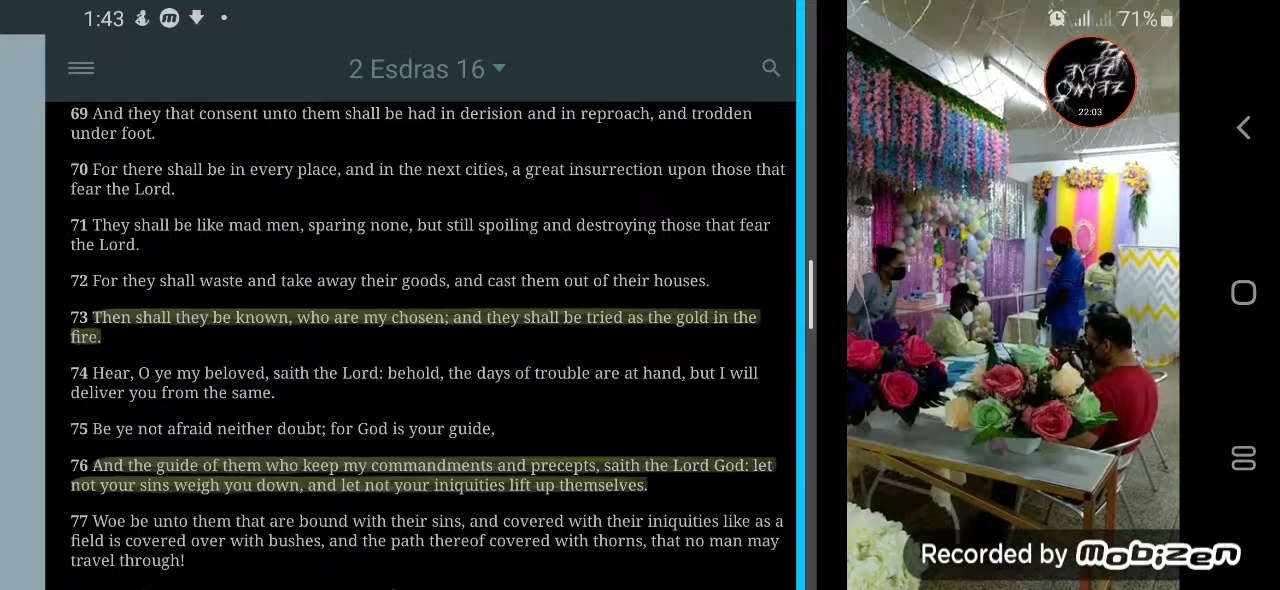 1:43
71%
2 Esdras 16
22:03
69 And they that consent unto them shall be had in derision and in reproach, and trodden
under foot.
70 For there shall be in every place, and in the next cities, a great insurrection upon those that
fear the Lord.
71 They shall be like mad men, sparing none, but still spoiling and destroying those that fear
the Lord.
72 For they shall waste and take away their goods, and cast them out of their houses.
73 Then shall they be known, who are my chosen; and they shall be tried as the gold in the
fire.
74 Hear, O ye my beloved, saith the Lord: behold, the days of trouble are at hand, but I will
deliver you from the same.
75 Be ye not afraid neither doubt; for God is your guide,
76 And the guide of them who keep my commandments and precepts, saith the Lord God: let
not your sins weigh you down, and let not your iniquities lift up themselves.
77 Woe be unto them that are bound with their sins, and covered with their iniquities like as a
field is covered over with bushes, and the path thereof covered with thorns, that no man may
travel through!
Recorded by Mobizen